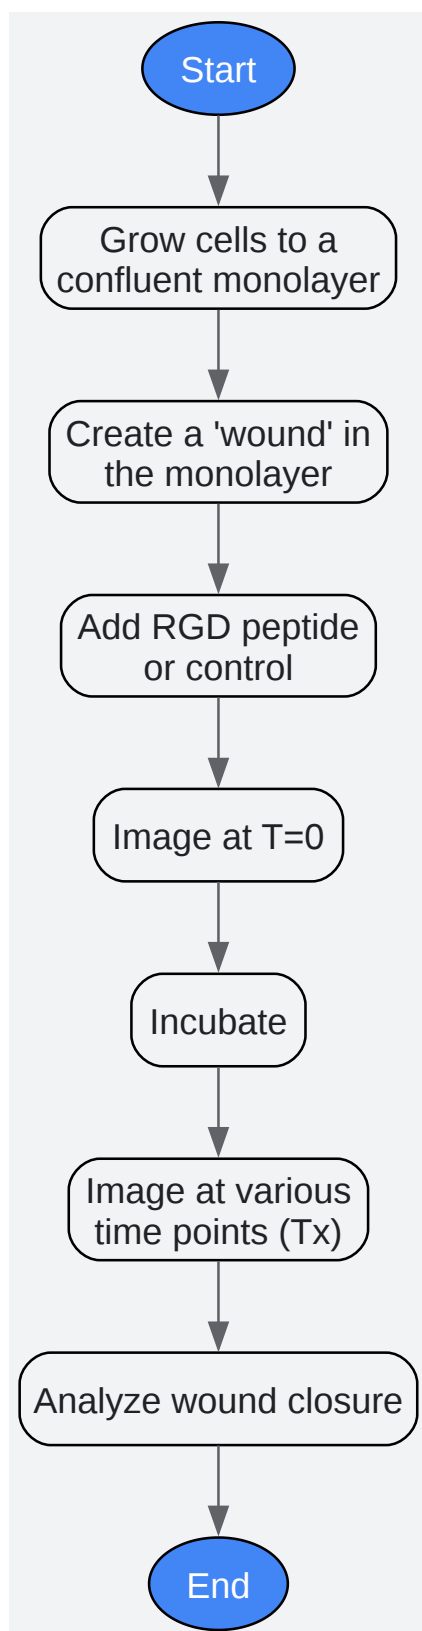 Start
Grow cells to a
confluent monolayer
Create a 'wound' in
the monolayer
Add RGD peptide
or control
Image at T=0
Incubate
Image at various
time points (Tx)
Analyze wound closure
End